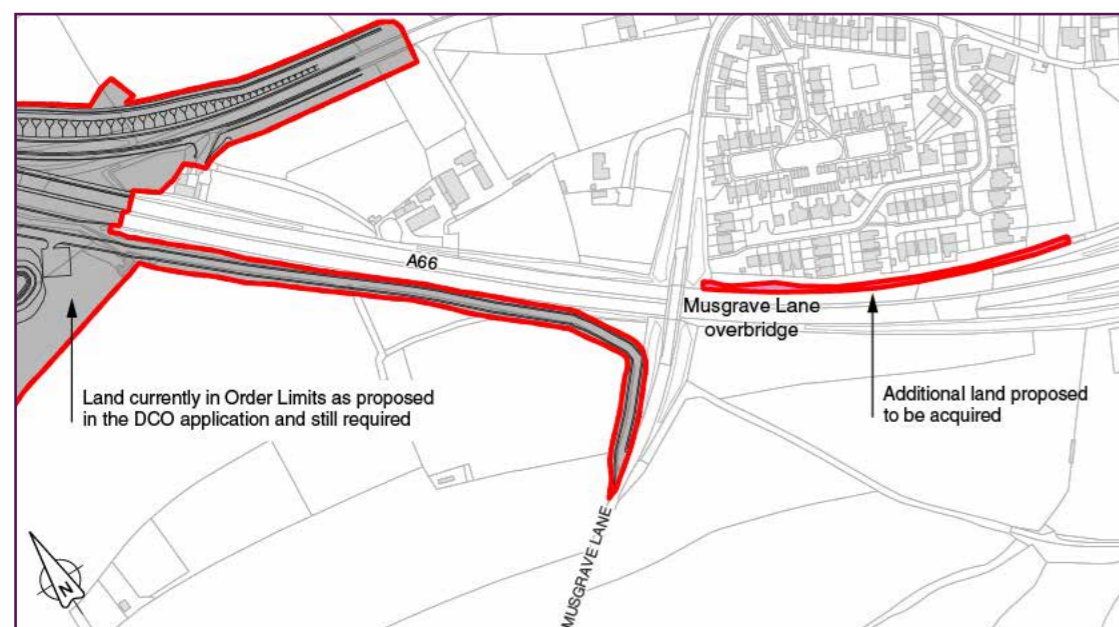 A66
Musgrave Lane
overbridge
Land currently in Order Limits as proposed
in the DCO application and still required
Additional land proposed
to be acquired
MUSGRAVE LANE
N